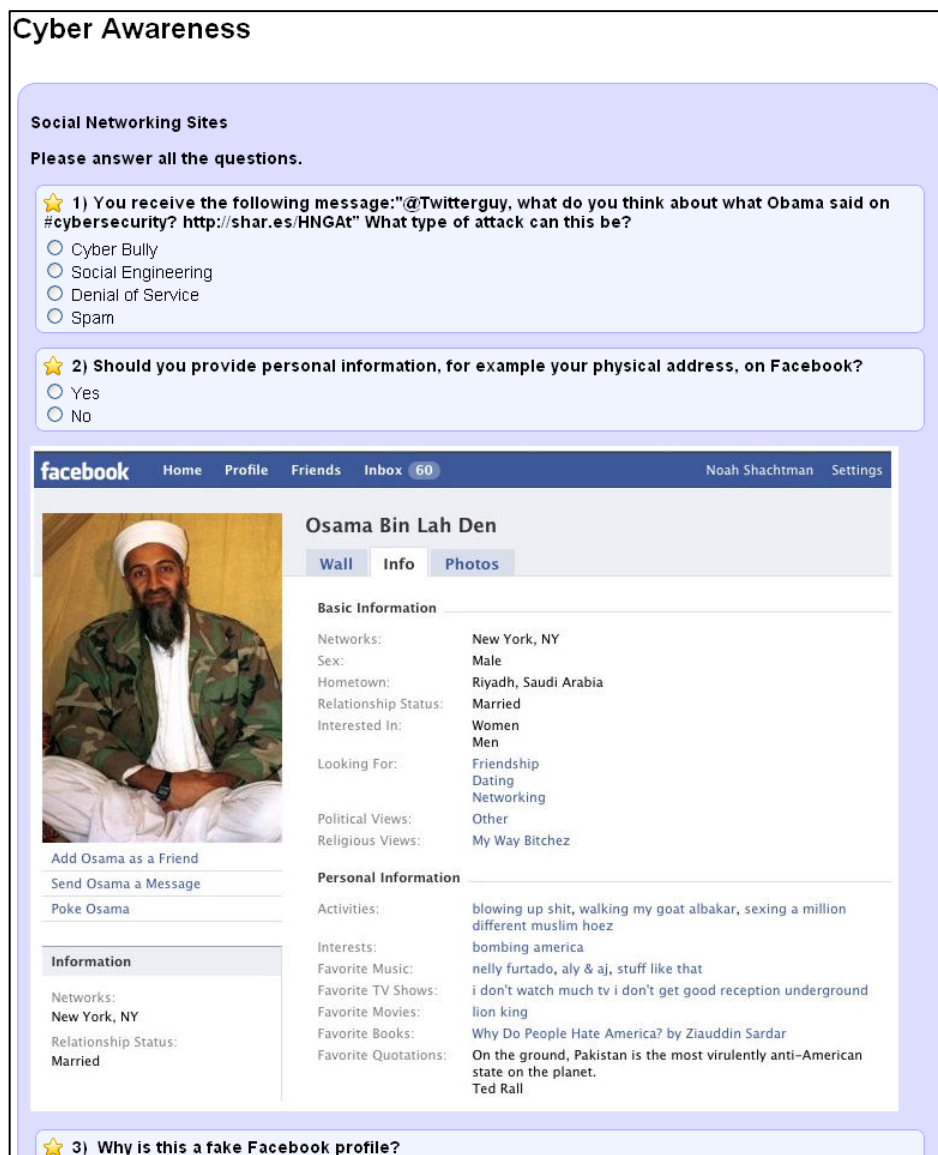 Cyber Awareness
Social Networking Sites
Please answer all the questions.
1) You receive the following message:"@Twitterguy, what do you think about what Obama said on
#cybersecurity? http://shar.es/HNGAt" What type of attack can this be?
Cyber Bully
Social Engineering
Denial of Service
Spam
2) Should you provide personal information, for example your physical address, on Facebook?
Yes
No
facebook Home Profile Friends Inbox 60 Noah Shachtman Settings
Osama Bin Lah Den
Wall Info Photos
Basic Information
Networks: New York, NY
Sex: Male
Hometown: Riyadh, Saudi Arabia
Relationship Status: Married
Interested In: Women
Men
Looking For: Friendship
Dating
Networking
Political Views: Other
Religious Views: My Way Bitchez
Add Osama as a Friend
Send Osama a Message
Poke Osama
Personal Information
Activities: blowing up shit, walking my goat albakar, sexing a million
different muslim hoez
Interests: bombing america
Favorite Music: nelly furtado, aly & aj, stuff like that
Favorite TV Shows: i don't watch much tv i don't get good reception underground
Favorite Movies: lion king
Favorite Books: Why Do People Hate America? by Ziauddin Sardar
Favorite Quotations: On the ground, Pakistan is the most virulently anti-American
state on the planet.
Ted Rall
Information
Networks:
New York, NY
Relationship Status:
Married
3) Why is this a fake Facebook profile?